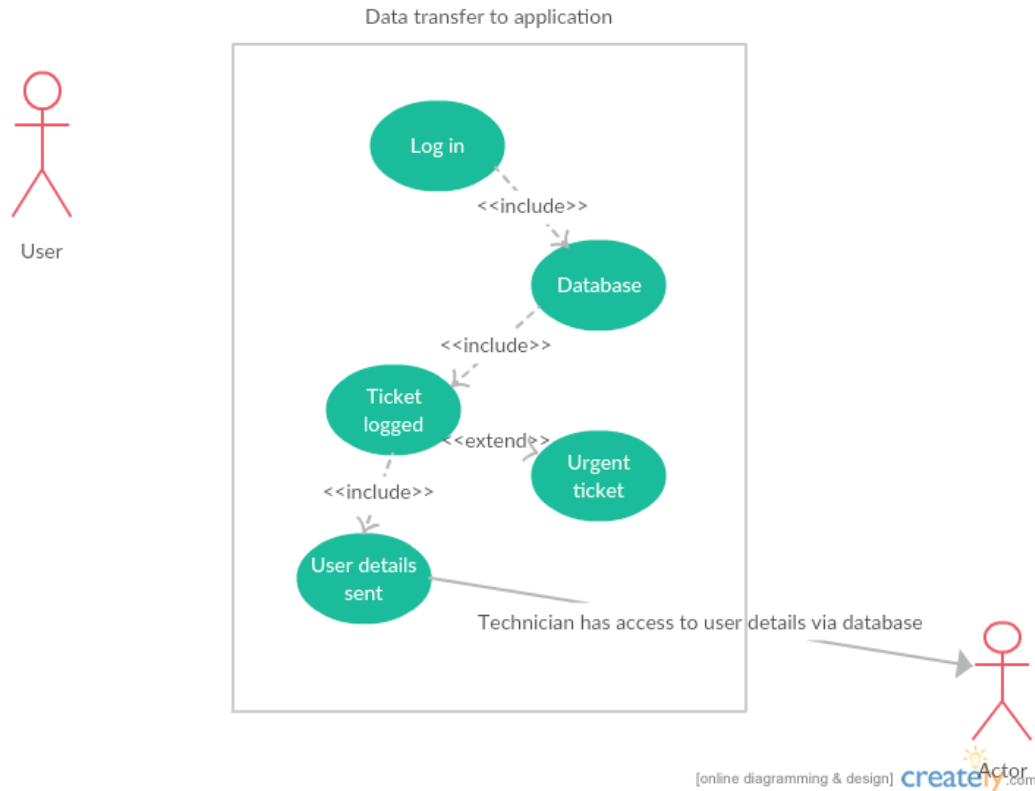 Data transfer to application
Log in
<<include>>
User
Database
<<include>>
Ticket
logged
<<extend>>
Urgent
ticket
<<include>>
User details
sent
Technician has access to user details via database
Actor
[online diagramming & design] creately.com